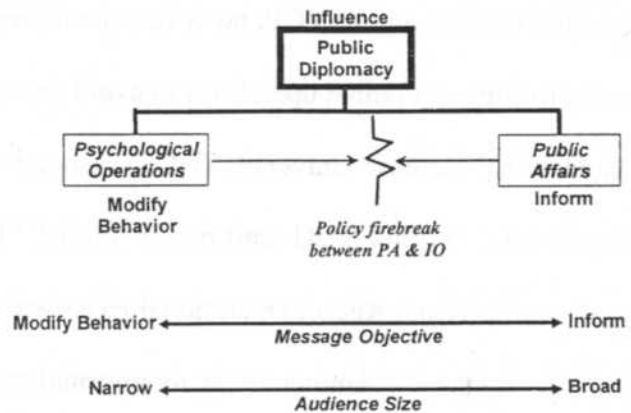 Influence
Public
Diplomacy
Psychological
Operations
Modify
Behavior
Public
Affairs
Inform
Policy firebreak
between PA & IO
Modify Behavior
Inform
Message Objective
Narrow
Broad
Audience Size